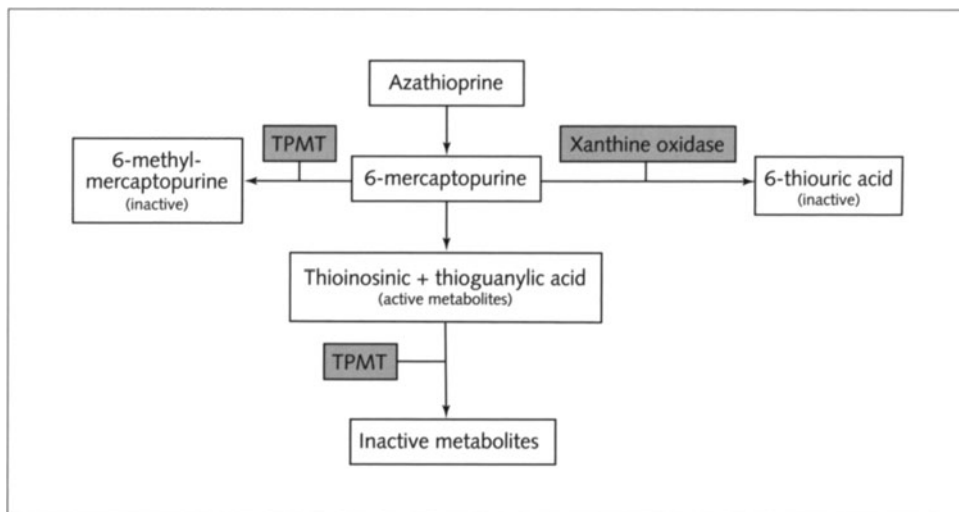 Azathioprine
TPMT
Xanthine oxidase
6-methyl-
mercaptopurine
(inactive)
6-mercaptopurine
6-thiouric acid
(inactive)
Thioinosinic + thioguanylic acid
(active metabolites)
TPMT
Inactive metabolites